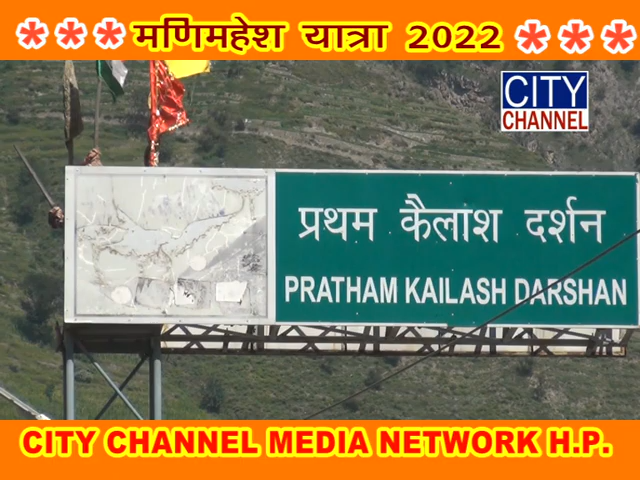 *** मणिमहेश यात्रा 2022 ***
CITY
CHANNEL
प्रथम कैलाश दर्शन
PRATHAM KAILASH DARSHAN
CITY CHANNEL MEDIA NETWORK H.P.